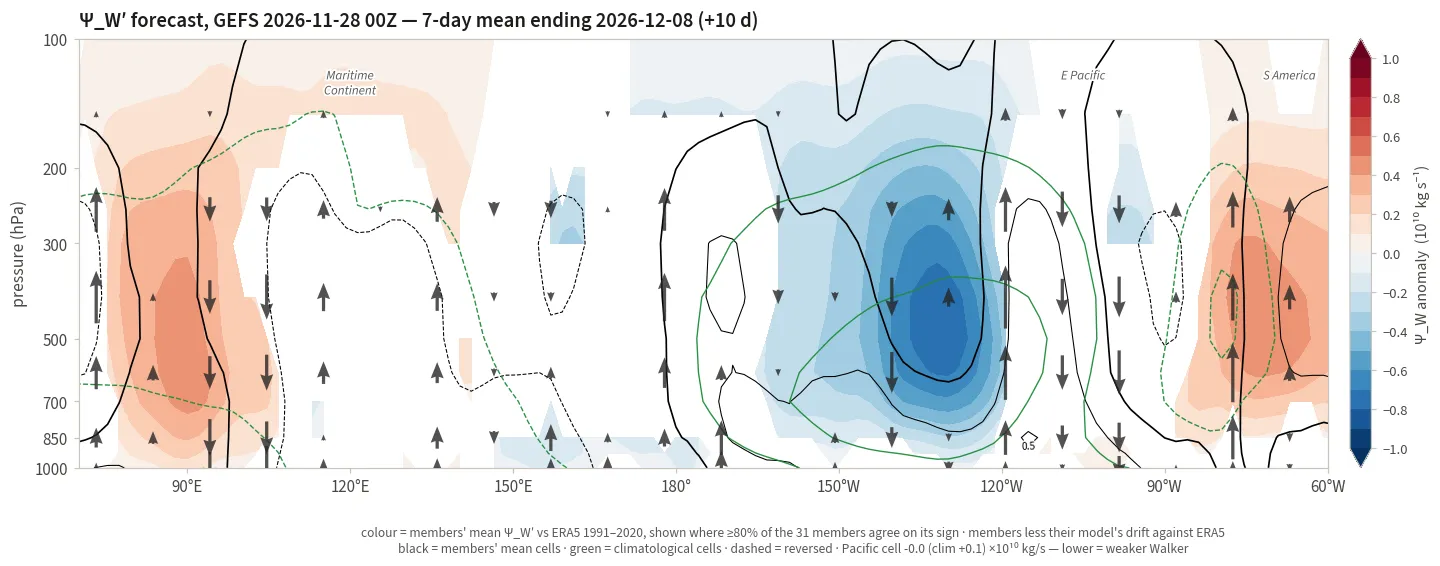 Ψ_W′ forecast, GEFS 2026-11-28 00Z — 7-day mean ending 2026-12-08 (+10 d)
Maritime
Continent
E Pacific
S America
pressure (hPa)
100
200
300
500
700
850
1000
0.5
90°E
120°E
150°E
180°
150°W
120°W
90°W
60°W
1.0
0.8
0.6
0.4
0.2
0.0
−0.2
−0.4
−0.6
−0.8
−1.0
Ψ_W anomaly (10¹⁰ kg s⁻¹)
colour = members' mean Ψ_W′ vs ERA5 1991–2020, shown where ≥80% of the 31 members agree on its sign · members less their model's drift against ERA5
black = members' mean cells · green = climatological cells · dashed = reversed · Pacific cell -0.0 (clim +0.1) ×10¹⁰ kg/s — lower = weaker Walker